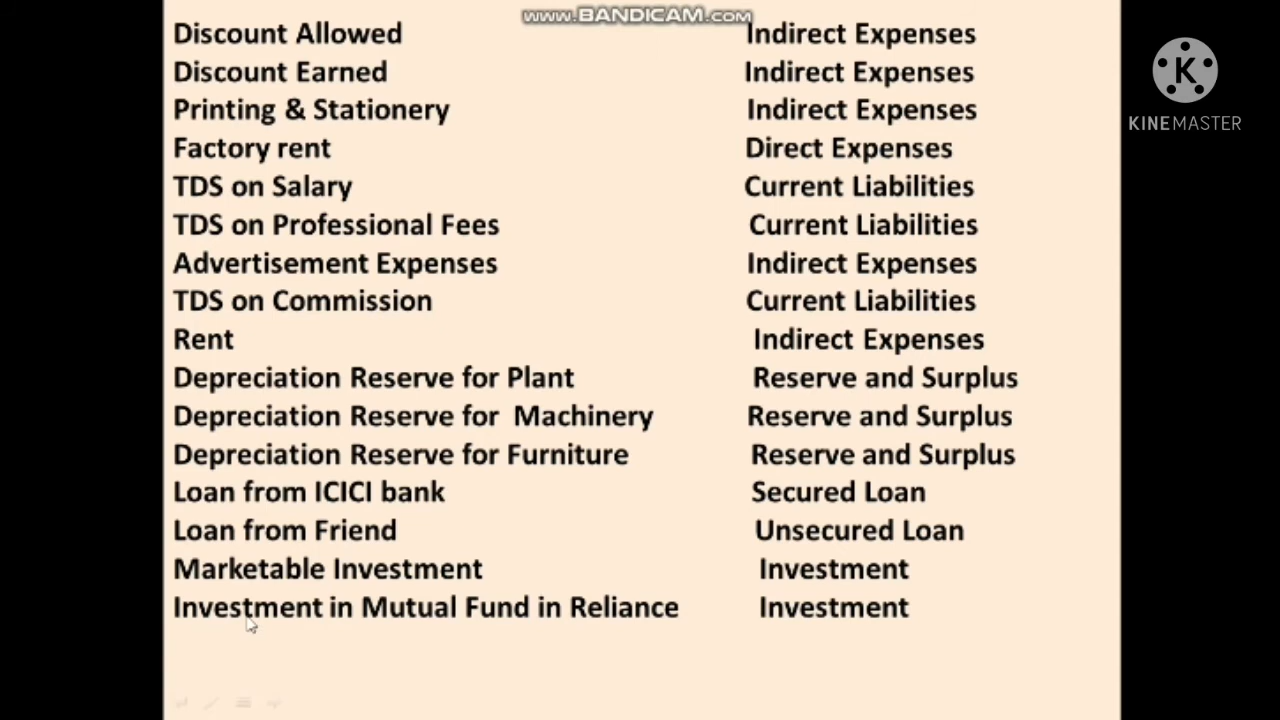 www.BANDICAM.com
Discount Allowed Indirect Expenses
Discount Earned Indirect Expenses
Printing & Stationery Indirect Expenses
Factory rent Direct Expenses
TDS on Salary Current Liabilities
TDS on Professional Fees Current Liabilities
Advertisement Expenses Indirect Expenses
TDS on Commission Current Liabilities
Rent Indirect Expenses
Depreciation Reserve for Plant Reserve and Surplus
Depreciation Reserve for Machinery Reserve and Surplus
Depreciation Reserve for Furniture Reserve and Surplus
Loan from ICICI bank Secured Loan
Loan from Friend Unsecured Loan
Marketable Investment Investment
Investment in Mutual Fund in Reliance Investment
K
KINEMASTER